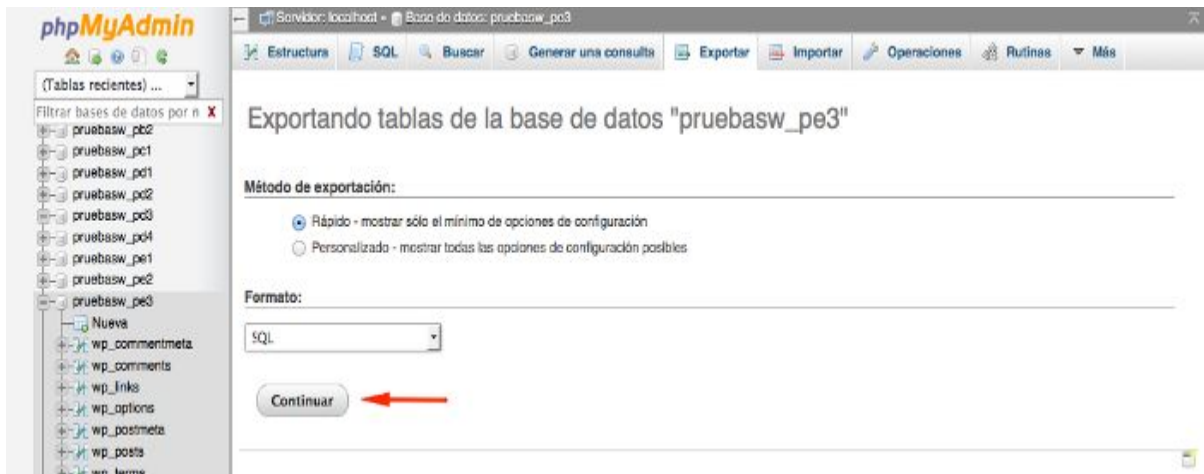 phpMyAdmin
(Tablas recientes) ...
Filtrar bases de datos por n X
pruebasw_pb2
pruebasw_pc1
pruebasw_pd1
pruebasw_pd2
pruebasw_pd3
pruebasw_pd4
pruebasw_pe1
pruebasw_pe2
pruebasw_pe3
Nueva
wp_commentmeta
wp_comments
wp_links
wp_options
wp_postmeta
wp_posts
wp_terms
Servidor: localhost » Base de datos: pruebasw_pe3
Estructura SQL Buscar Generar una consulta Exportar Importar Operaciones Rutinas Más
Exportando tablas de la base de datos "pruebasw_pe3"
Método de exportación:
Rápido - mostrar sólo el mínimo de opciones de configuración
Personalizado - mostrar todas las opciones de configuración posibles
Formato:
SQL
Continuar